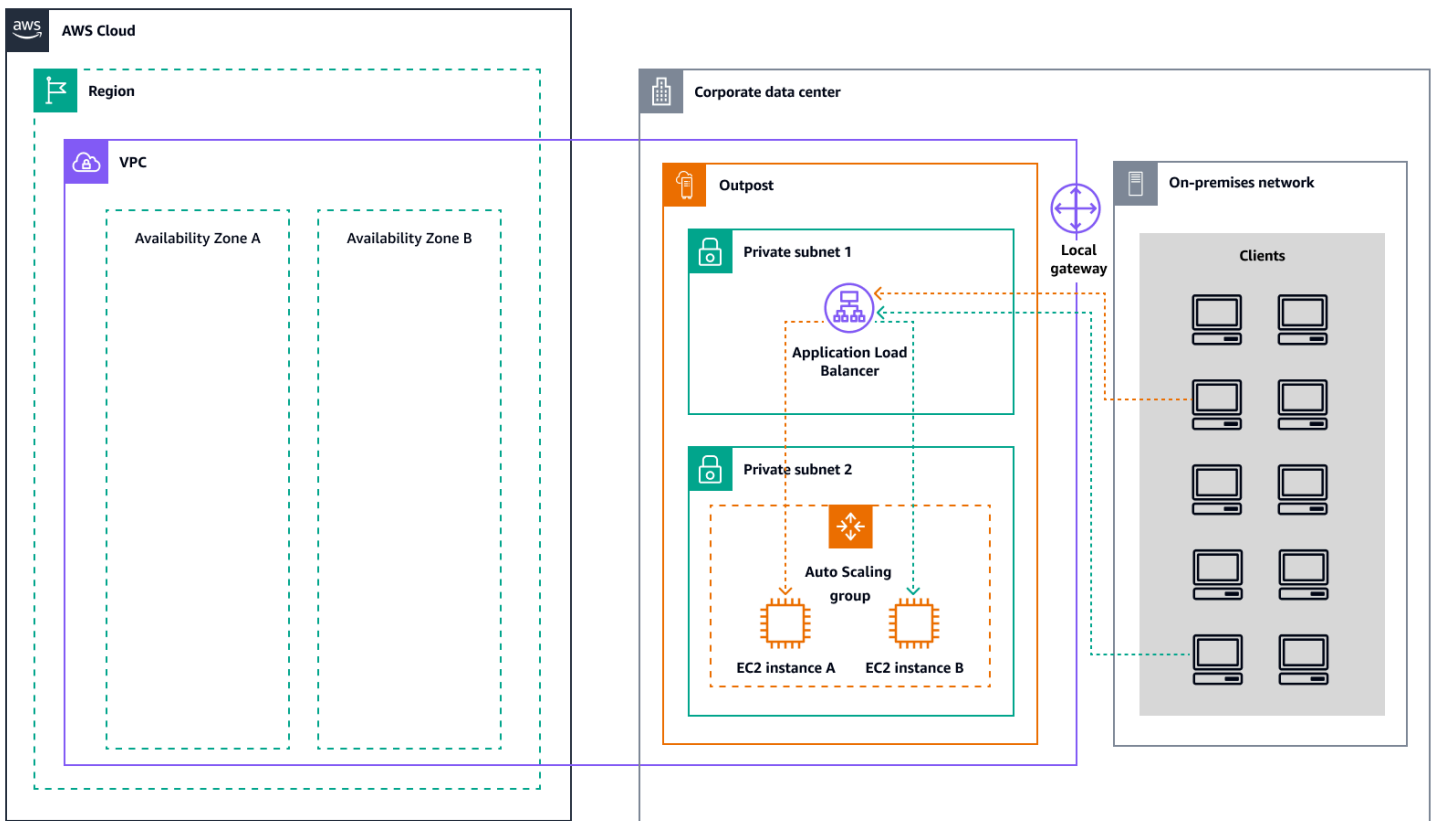 aws
AWS Cloud
Region
VPC
Availability Zone A
Availability Zone B
Corporate data center
Outpost
Private subnet 1
Application Load
Balancer
Private subnet 2
Auto Scaling
group
EC2 instance A
EC2 instance B
Local
gateway
On-premises network
Clients